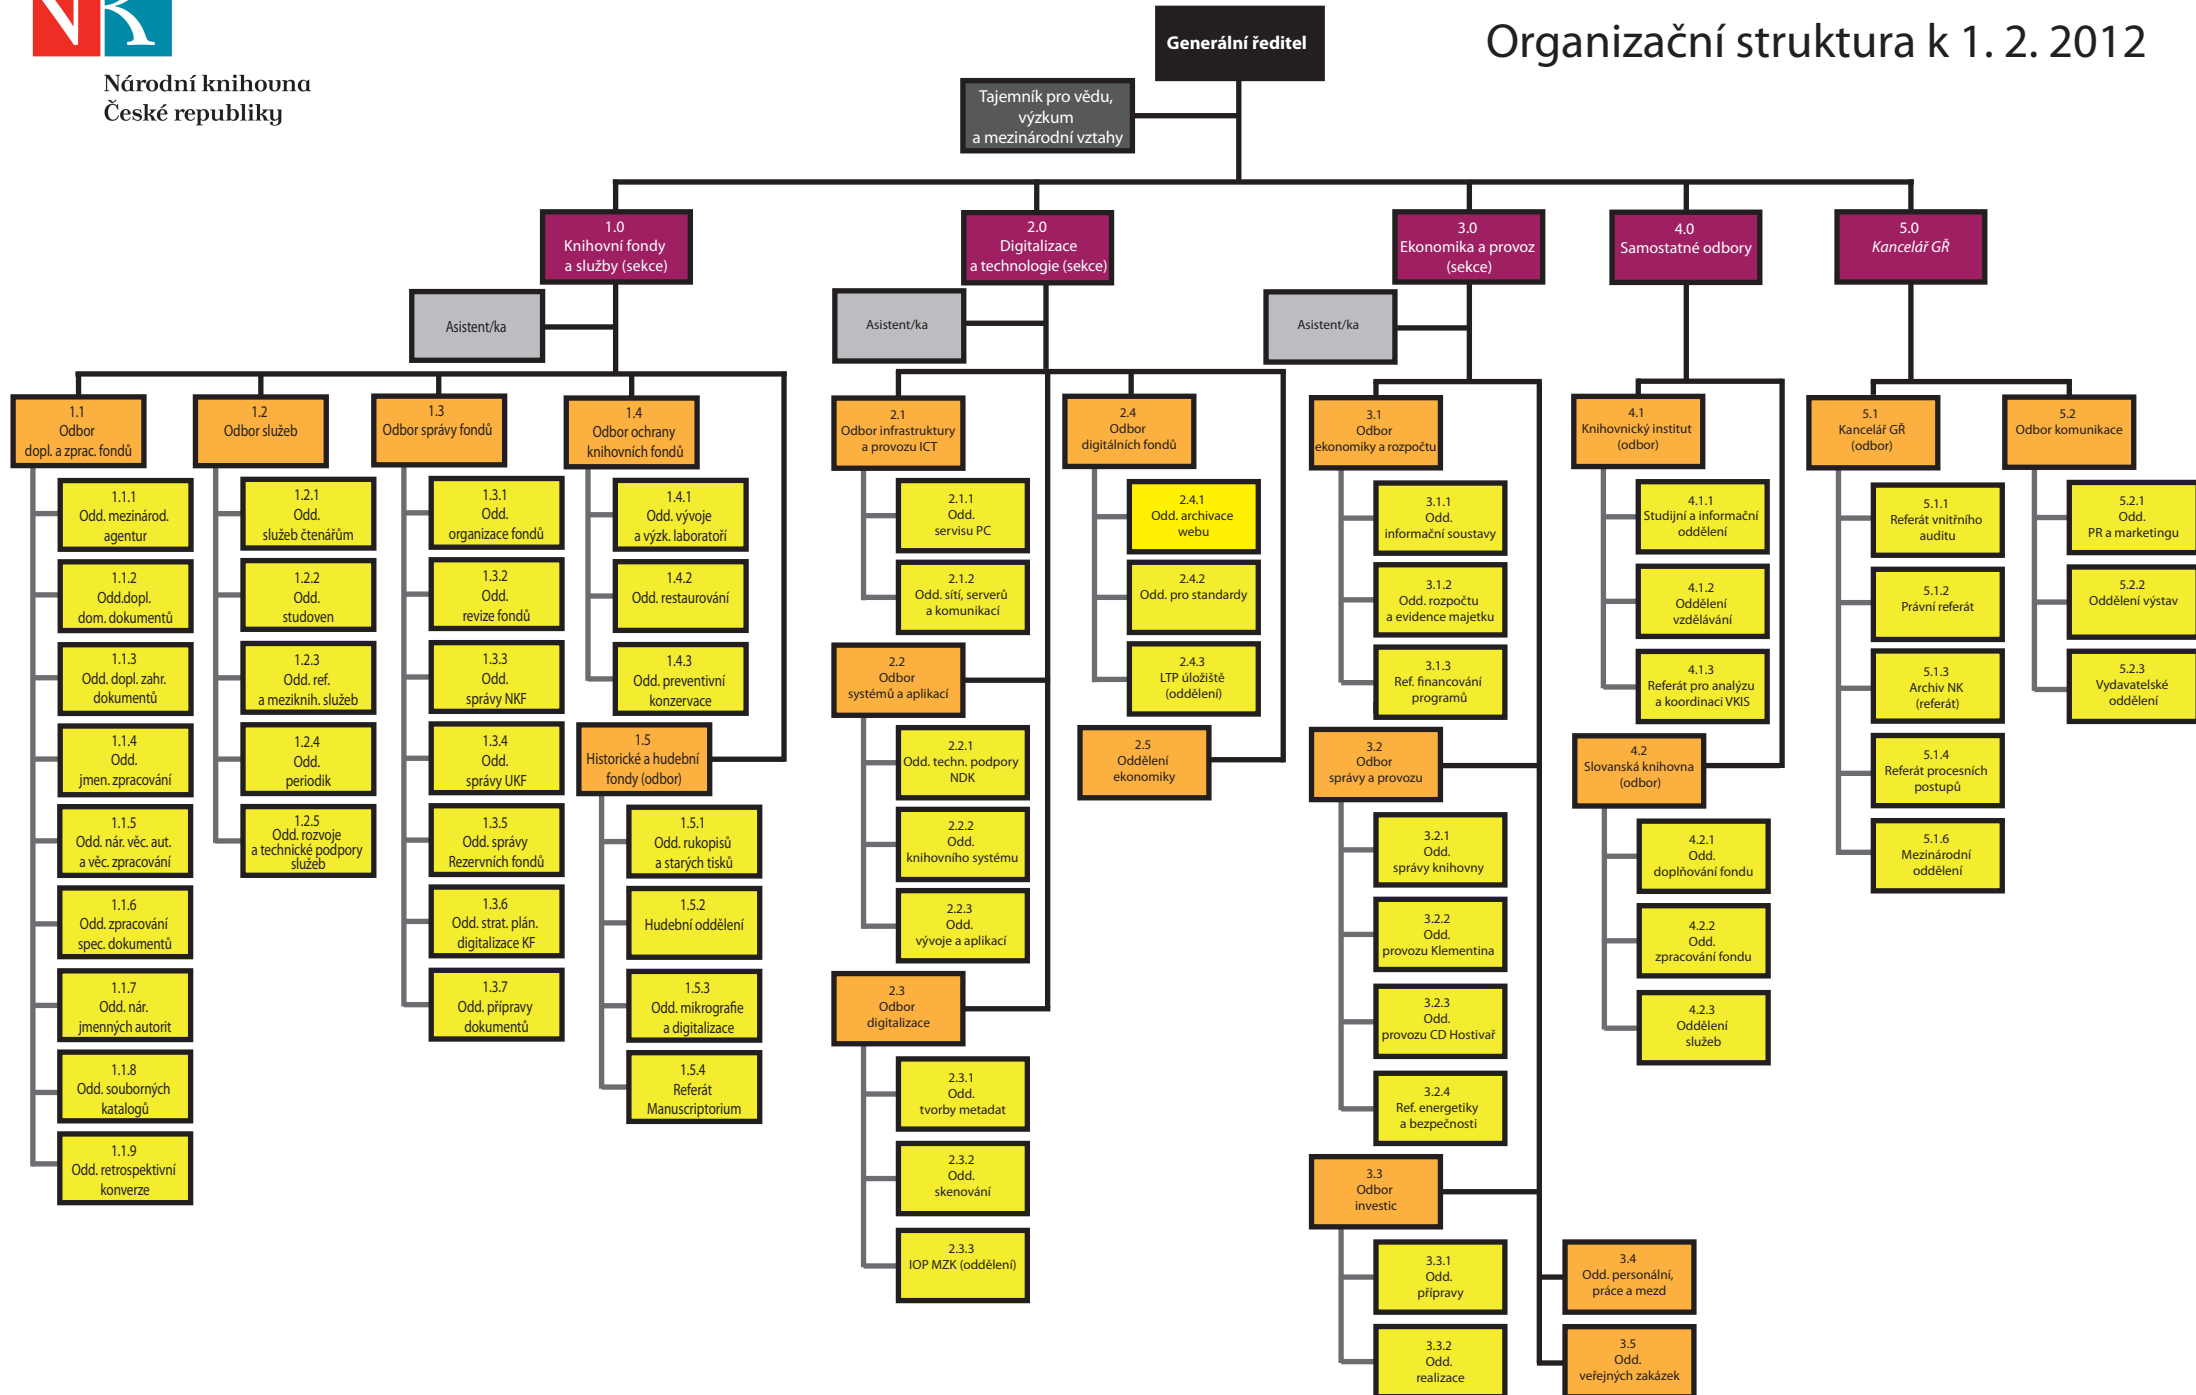 NK
Národní knihovna
České republiky
Organizační struktura k 1. 2. 2012
Generální ředitel
Tajemník pro vědu,
výzkum
a mezinárodní vztahy
1.0
Knihovní fondy
a služby (sekce)
2.0
Digitalizace
a technologie (sekce)
3.0
Ekonomika a provoz
(sekce)
4.0
Samostatné odbory
5.0
Kancelář GŘ
Asistent/ka
Asistent/ka
Asistent/ka
1.1
Odbor
dopl. a zprac. fondů
1.1.1
Odd. mezinárod.
agentur
1.1.2
Odd.dopl.
dom. dokumentů
1.1.3
Odd. dopl. zahr.
dokumentů
1.1.4
Odd.
jmen. zpracování
1.1.5
Odd. nár. věc. aut.
a věc. zpracování
1.1.6
Odd. zpracování
spec. dokumentů
1.1.7
Odd. nár.
jmenných autorit
1.1.8
Odd. souborných
katalogů
1.1.9
Odd. retrospektivní
konverze
1.2
Odbor služeb
1.2.1
Odd.
služeb čtenářům
1.2.2
Odd.
studoven
1.2.3
Odd. ref.
a meziknih. služeb
1.2.4
Odd.
periodik
1.2.5
Odd. rozvoje
a technické podpory
služeb
1.3
Odbor správy fondů
1.3.1
Odd.
organizace fondů
1.3.2
Odd.
revize fondů
1.3.3
Odd.
správy NKF
1.3.4
Odd.
správy UKF
1.3.5
Odd. správy
Rezervních fondů
1.3.6
Odd. strat. plán.
digitalizace KF
1.3.7
Odd. přípravy
dokumentů
1.4
Odbor ochrany
knihovních fondů
1.4.1
Odd. vývoje
a výzk. laboratoří
1.4.2
Odd. restaurování
1.4.3
Odd. preventivní
konzervace
1.5
Historické a hudební
fondy (odbor)
1.5.1
Odd. rukopisů
a starých tisků
1.5.2
Hudební oddělení
1.5.3
Odd. mikrografie
a digitalizace
1.5.4
Referát
Manuscriptorium
2.1
Odbor infrastruktury
a provozu ICT
2.1.1
Odd.
servisu PC
2.1.2
Odd. sítí, serverů
a komunikací
2.2
Odbor
systémů a aplikací
2.2.1
Odd. techn. podpory
NDK
2.2.2
Odd.
knihovního systému
2.2.3
Odd.
vývoje a aplikací
2.3
Odbor
digitalizace
2.3.1
Odd.
tvorby metadat
2.3.2
Odd.
skenování
2.3.3
IOP MZK (oddělení)
2.4
Odbor
digitálních fondů
2.4.1
Odd. archivace
webu
2.4.2
Odd. pro standardy
2.4.3
LTP úložiště
(oddělení)
2.5
Oddělení
ekonomiky
3.1
Odbor
ekonomiky a rozpočtu
3.1.1
Odd.
informační soustavy
3.1.2
Odd. rozpočtu
a evidence majetku
3.1.3
Ref. financování
programů
3.2
Odbor
správy a provozu
3.2.1
Odd.
správy knihovny
3.2.2
Odd.
provozu Klementina
3.2.3
Odd.
provozu CD Hostivař
3.2.4
Ref. energetiky
a bezpečnosti
3.3
Odbor
investic
3.3.1
Odd.
přípravy
3.3.2
Odd.
realizace
3.4
Odd. personální,
práce a mezd
3.5
Odd.
veřejných zakázek
4.1
Knihovnický institut
(odbor)
4.1.1
Studijní a informační
oddělení
4.1.2
Oddělení
vzdělávání
4.1.3
Referát pro analýzu
a koordinaci VKIS
4.2
Slovanská knihovna
(odbor)
4.2.1
Odd.
doplňování fondu
4.2.2
Odd.
zpracování fondu
4.2.3
Oddělení
služeb
5.1
Kancelář GŘ
(odbor)
5.1.1
Referát vnitřního
auditu
5.1.2
Právní referát
5.1.3
Archiv NK
(referát)
5.1.4
Referát procesních
postupů
5.1.6
Mezinárodní
oddělení
5.2
Odbor komunikace
5.2.1
Odd.
PR a marketingu
5.2.2
Oddělení výstav
5.2.3
Vydavatelské
oddělení